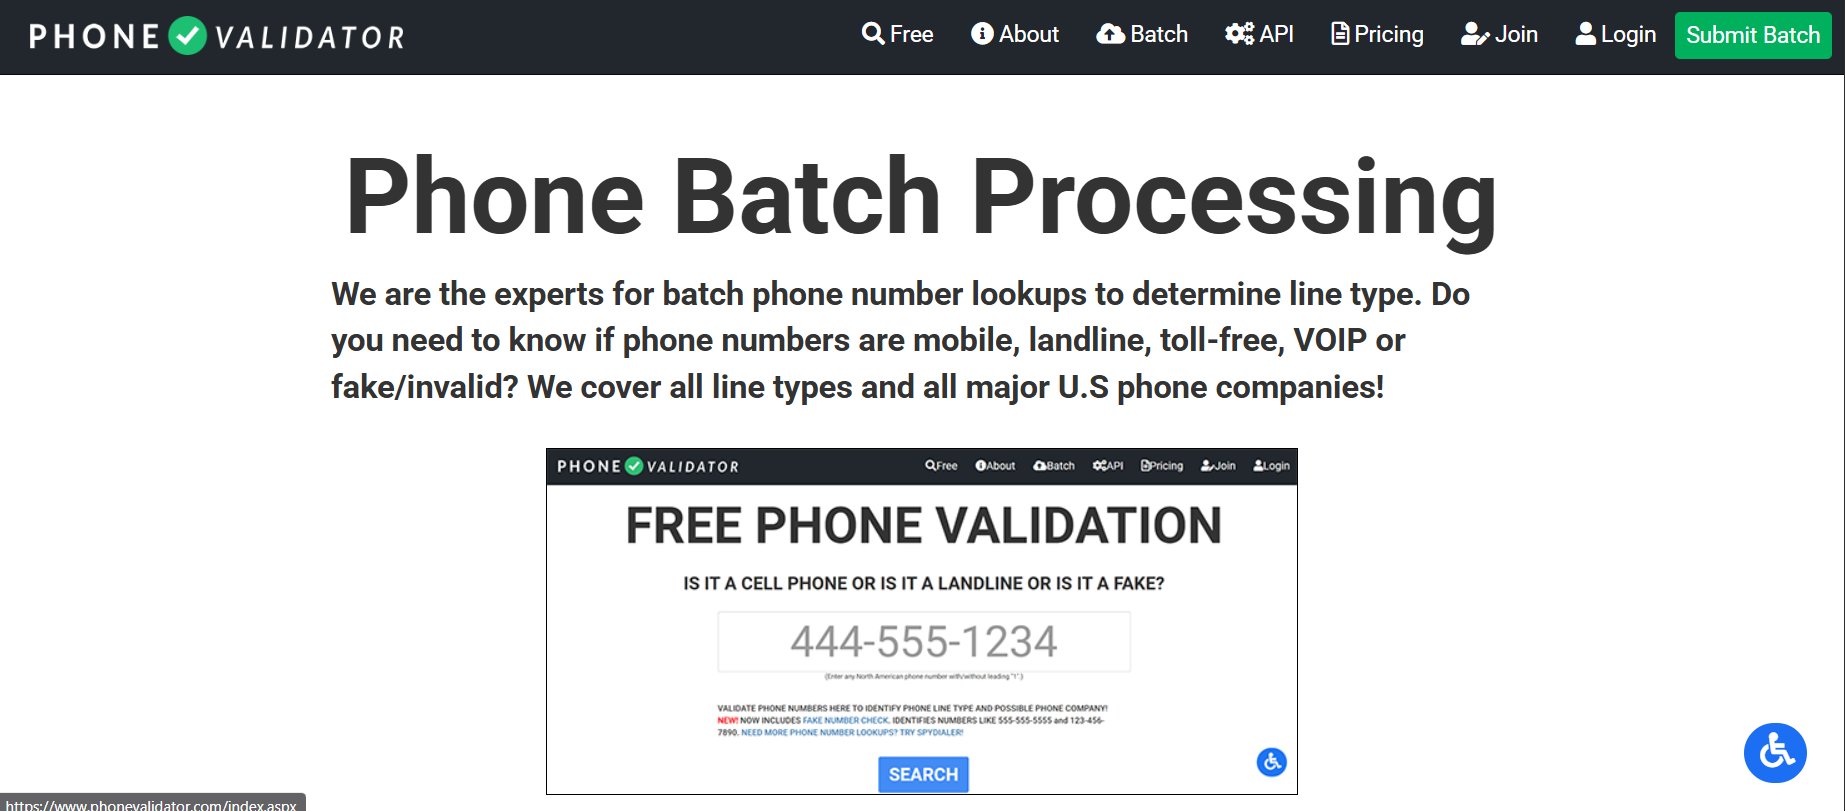 PHONE VALIDATOR Free About Batch API Pricing Join Login Submit Batch
Phone Batch Processing
We are the experts for batch phone number lookups to determine line type. Do
you need to know if phone numbers are mobile, landline, toll-free, VOIP or
fake/invalid? We cover all line types and all major U.S phone companies!
PHONE VALIDATOR Free About Batch API Pricing Join Login
FREE PHONE VALIDATION
IS IT A CELL PHONE OR IS IT A LANDLINE OR IS IT A FAKE?
444-555-1234
(Enter any North American phone number with/without leading "1".)
VALIDATE PHONE NUMBERS HERE TO IDENTIFY PHONE LINE TYPE AND POSSIBLE PHONE COMPANY!
NEW! NOW INCLUDES FAKE NUMBER CHECK. IDENTIFIES NUMBERS LIKE 555-555-5555 and 123-456-
7890. NEED MORE PHONE NUMBER LOOKUPS? TRY SPYDIALER!
SEARCH
https://www.phonevalidator.com/index.aspx